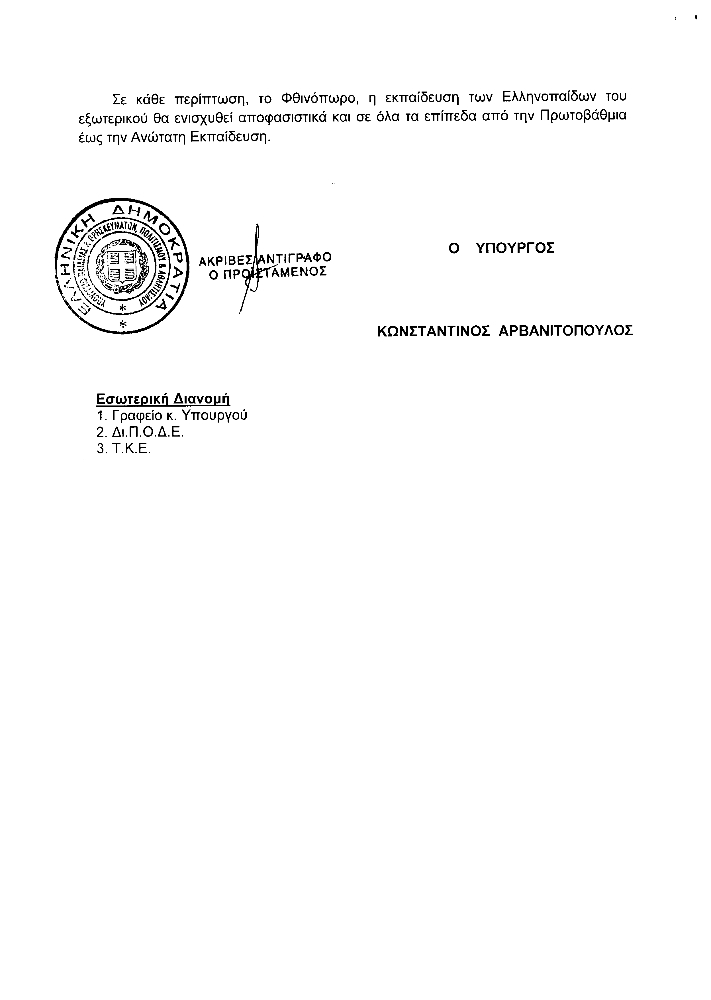 Σε κάθε περίπτωση, το Φθινόπωρο, η εκπαίδευση των Ελληνοπαίδων του
εξωτερικού θα ενισχυθεί αποφασιστικά και σε όλα τα επίπεδα από την Πρωτοβάθμια
έως την Ανώτατη Εκπαίδευση.
ΕΛΛΗΝΙΚΗ ΔΗΜΟΚΡΑΤΙΑ
ΥΠΟΥΡΓΕΙΟ ΠΑΙΔΕΙΑΣ & ΘΡΗΣΚΕΥΜΑΤΩΝ, ΠΟΛΙΤΙΣΜΟΥ & ΑΘΛΗΤΙΣΜΟΥ
ΑΚΡΙΒΕΣ ΑΝΤΙΓΡΑΦΟ
Ο ΠΡΟΪΣΤΑΜΕΝΟΣ
Ο ΥΠΟΥΡΓΟΣ
ΚΩΝΣΤΑΝΤΙΝΟΣ ΑΡΒΑΝΙΤΟΠΟΥΛΟΣ
Εσωτερική Διανομή
1. Γραφείο κ. Υπουργού
2. Δι.Π.Ο.Δ.Ε.
3. Τ.Κ.Ε.